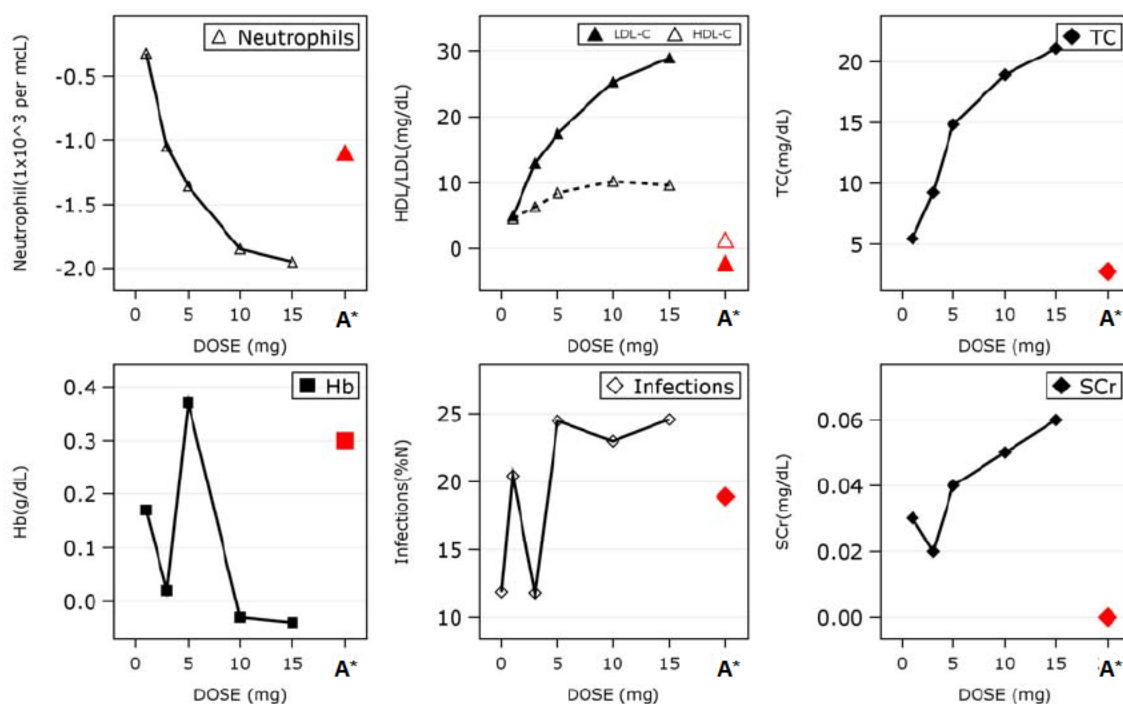 Neutrophils
Neutrophil(1x10^3 per mcL)
-0.5
-1.0
-1.5
-2.0
0 5 10 15 A*
DOSE (mg)
LDL-C HDL-C
HDL/LDL(mg/dL)
30
20
10
0
0 5 10 15 A*
DOSE (mg)
TC
TC(mg/dL)
20
15
10
5
0 5 10 15 A*
DOSE (mg)
Hb
Hb(g/dL)
0.4
0.3
0.2
0.1
0.0
0 5 10 15 A*
DOSE (mg)
Infections
Infections(%N)
25
20
15
10
0 5 10 15 A*
DOSE (mg)
SCr
SCr(mg/dL)
0.06
0.04
0.02
0.00
0 5 10 15 A*
DOSE (mg)